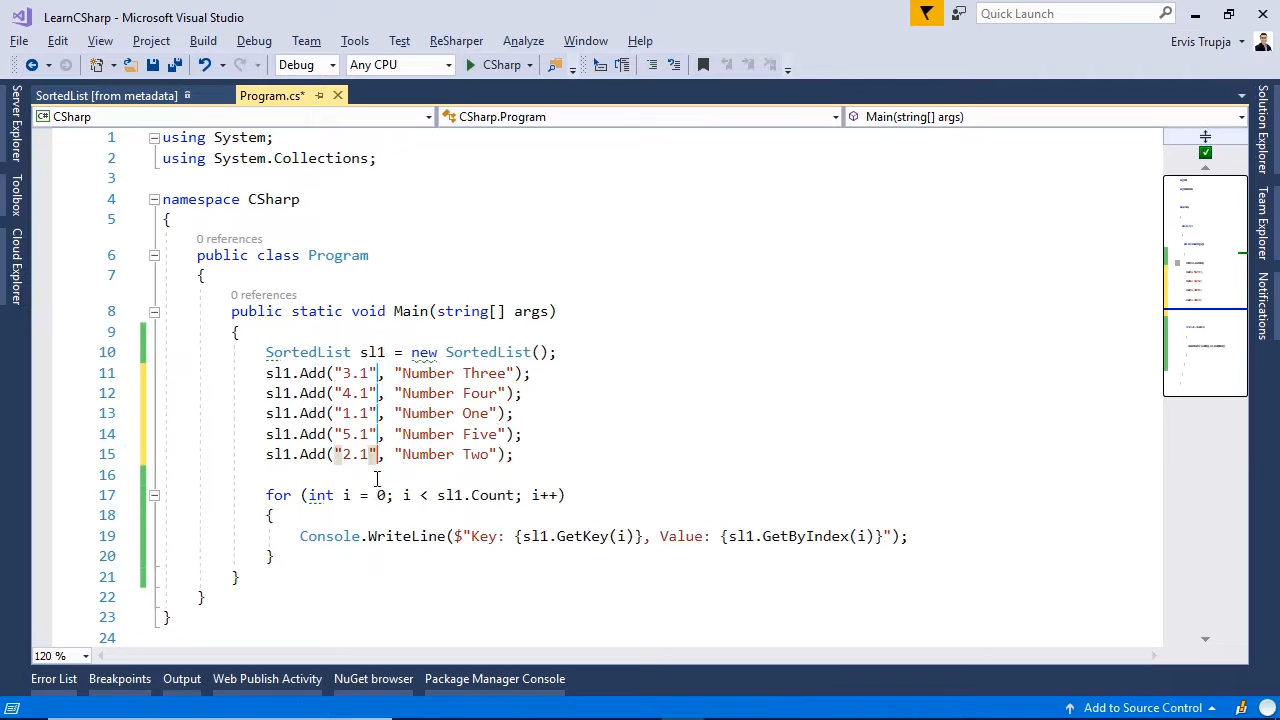 LearnCSharp - Microsoft Visual Studio
Quick Launch
File Edit View Project Build Debug Team Tools Test ReSharper Analyze Window Help
Ervis Trupja
Debug Any CPU CSharp
SortedList [from metadata] Program.cs*
CSharp CSharp.Program Main(string[] args)
Server Explorer
Toolbox
Cloud Explorer
1 using System;
2 using System.Collections;
3
4 namespace CSharp
5 {
0 references
6 public class Program
7 {
0 references
8 public static void Main(string[] args)
9 {
10 SortedList sl1 = new SortedList();
11 sl1.Add("3.1", "Number Three");
12 sl1.Add("4.1", "Number Four");
13 sl1.Add("1.1", "Number One");
14 sl1.Add("5.1", "Number Five");
15 sl1.Add("2.1", "Number Two");
16
17 for (int i = 0; i < sl1.Count; i++)
18 {
19 Console.WriteLine($"Key: {sl1.GetKey(i)}, Value: {sl1.GetByIndex(i)}");
20 }
21 }
22 }
23 }
24
Solution Explorer
Team Explorer
Notifications
120 %
Error List Breakpoints Output Web Publish Activity NuGet browser Package Manager Console
Add to Source Control